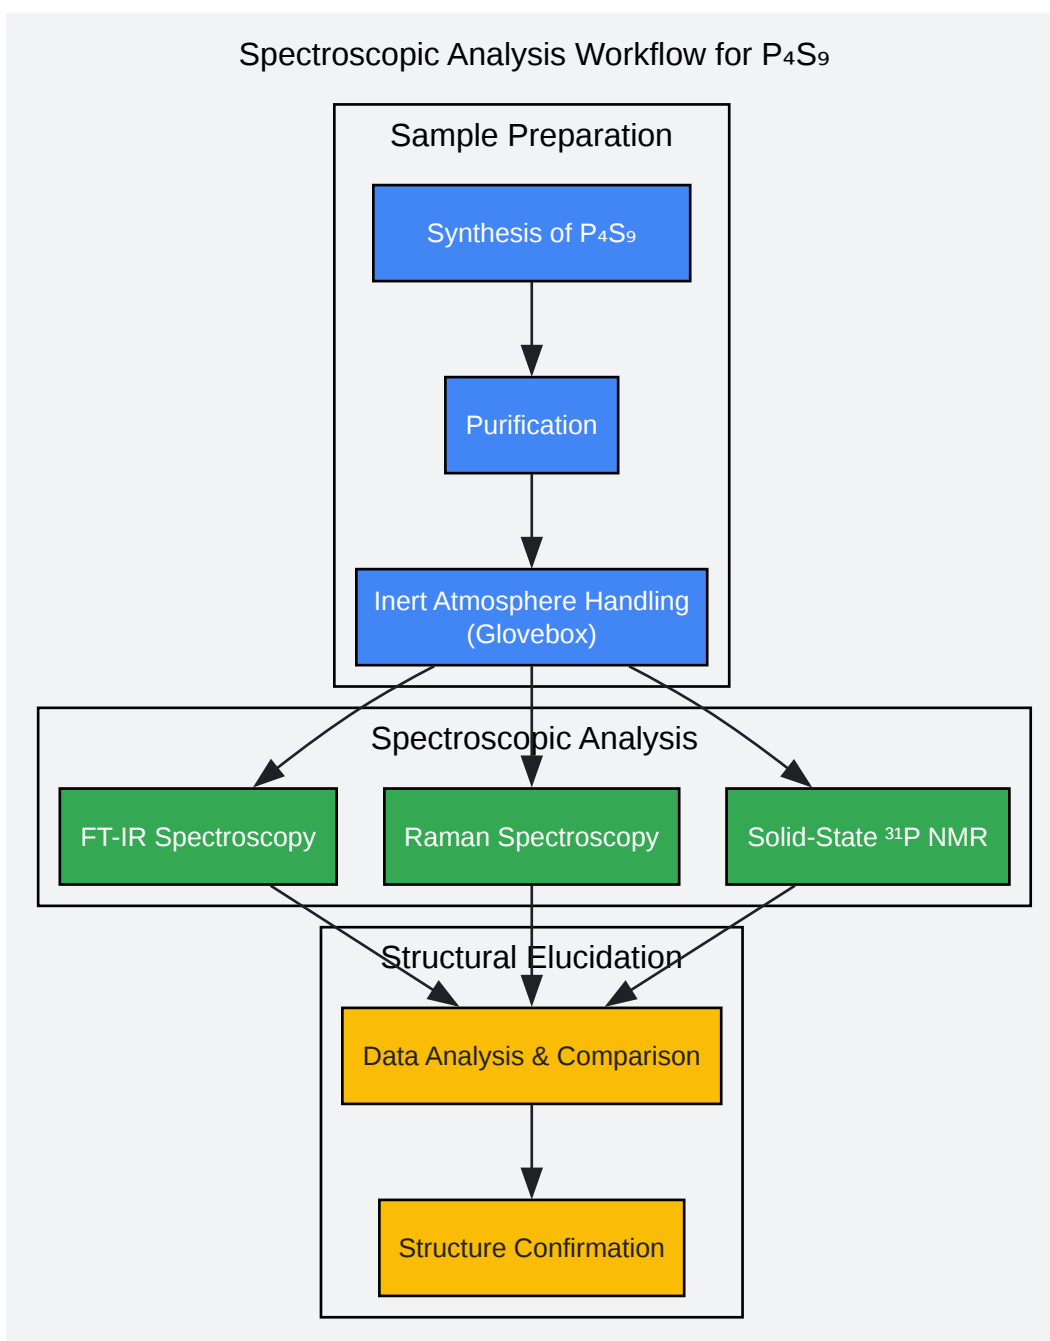 Spectroscopic Analysis Workflow for P₄S₉
Sample Preparation
Synthesis of P₄S₉
Purification
Inert Atmosphere Handling
(Glovebox)
Spectroscopic Analysis
FT-IR Spectroscopy
Raman Spectroscopy
Solid-State ³¹P NMR
Structural Elucidation
Data Analysis & Comparison
Structure Confirmation